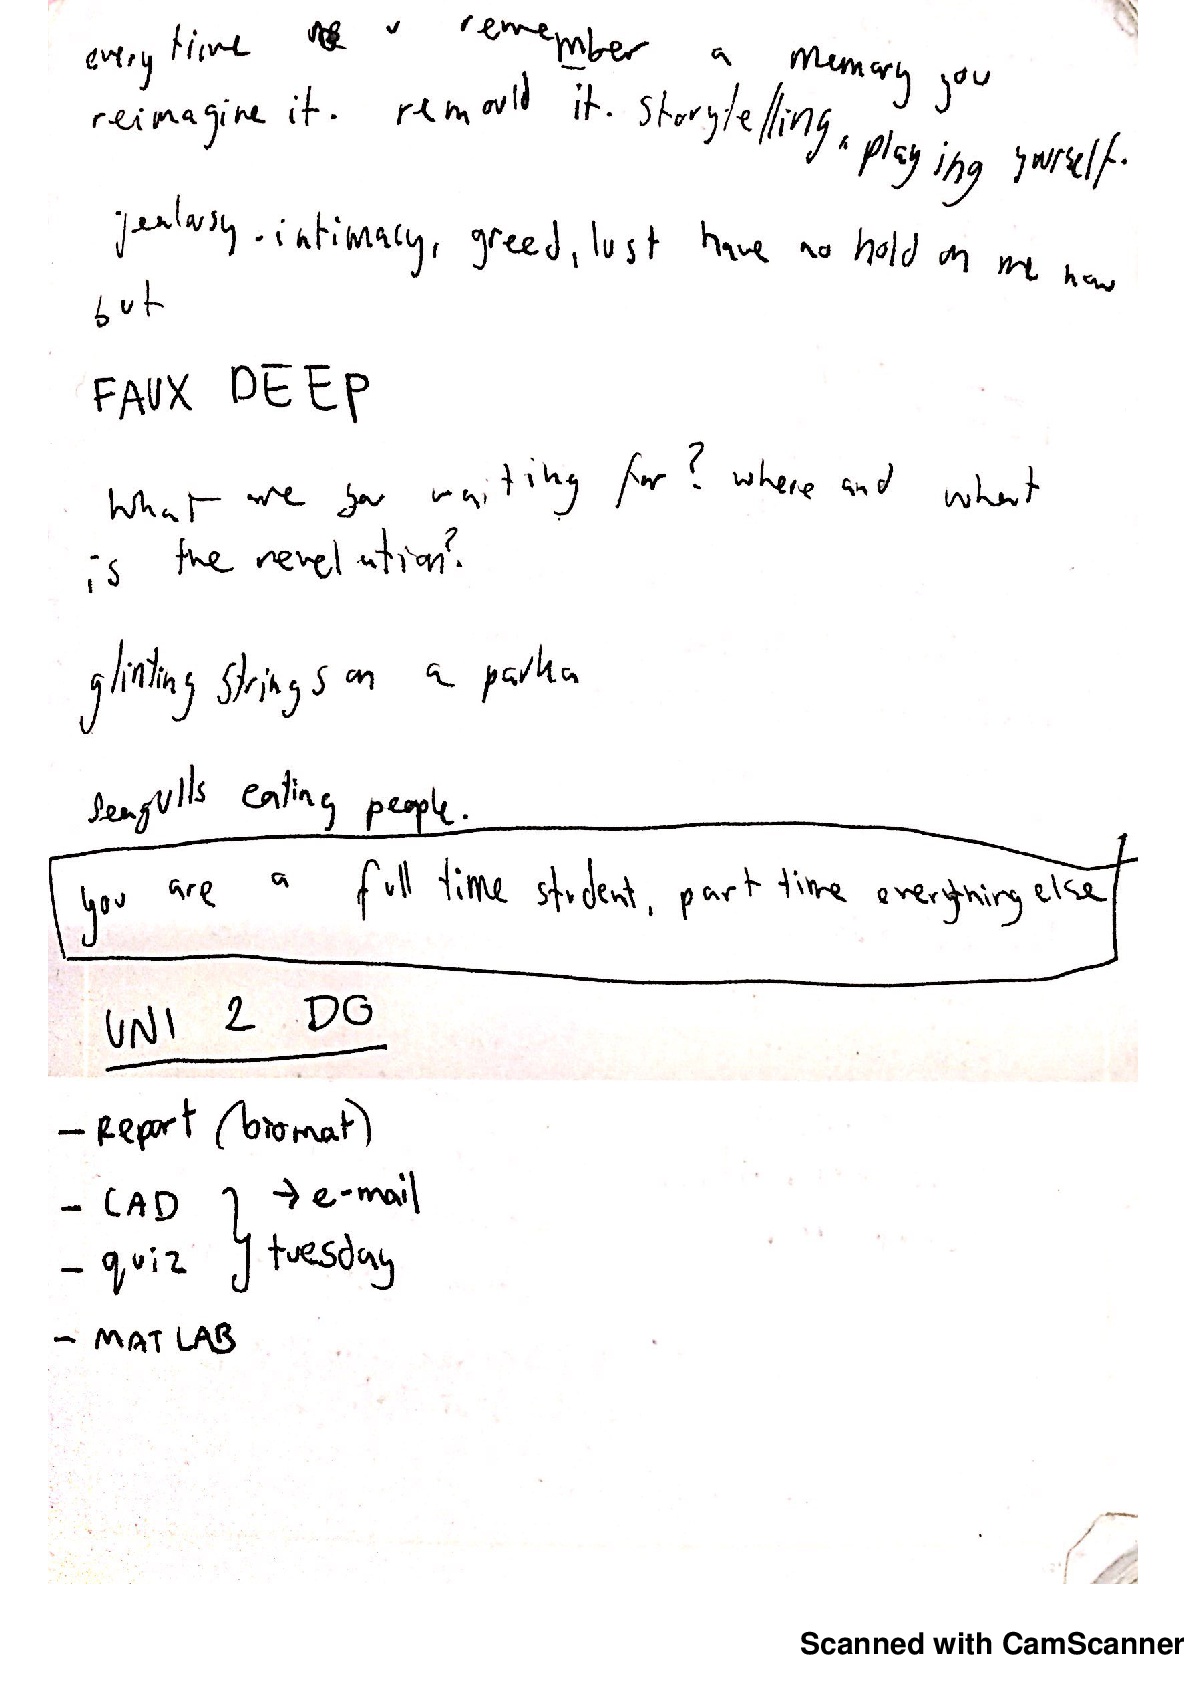 every time u remember a memory you
reimagine it. remould it. storytelling, playing yourself.
jealousy. intimacy, greed, lust have no hold on me now
but
FAUX DEEP
What are you waiting for? where and what
is the revelation?
glinting strings on a parka
seagulls eating people.
you are a full time student, part time everything else
UNI 2 DO
- Report (biomat)
- CAD } → e-mail
- quiz } tuesday
- MATLAB
Scanned with CamScanner